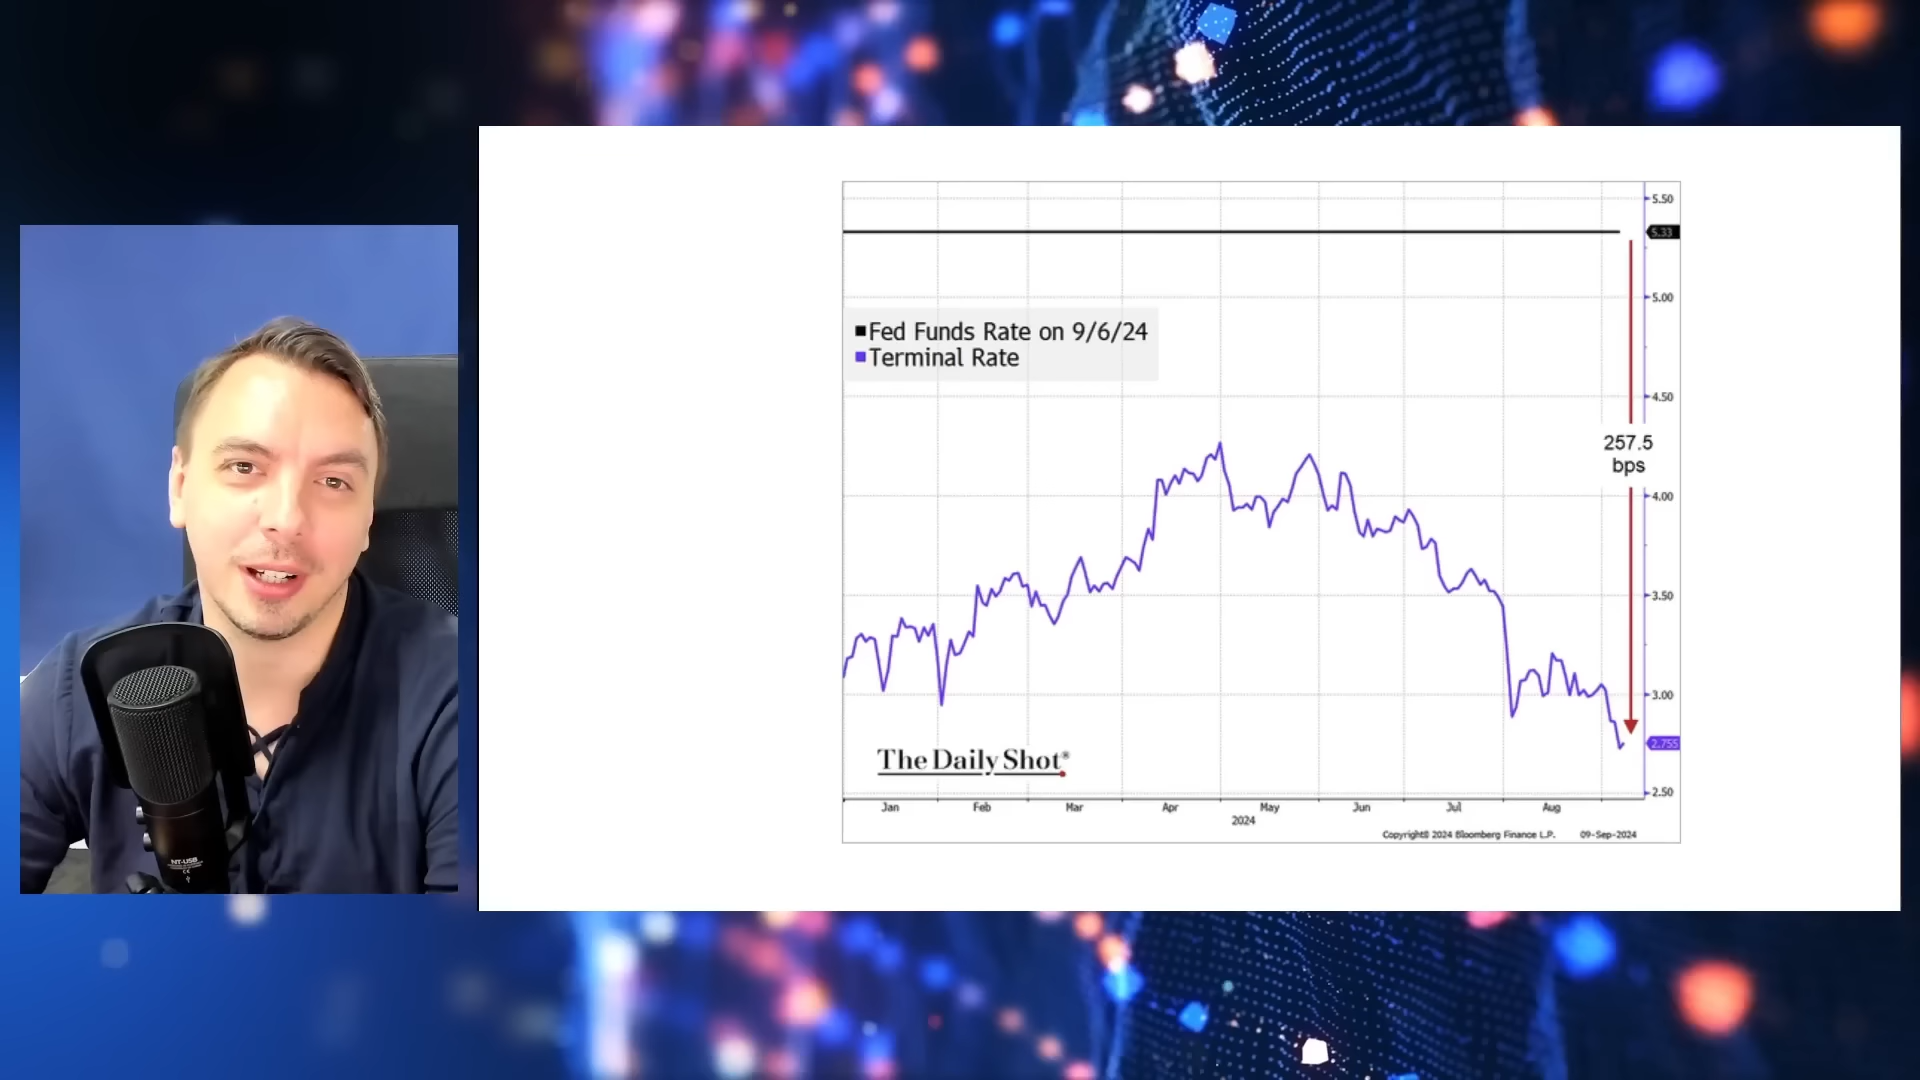 5.50
5.33
5.00
■Fed Funds Rate on 9/6/24
■Terminal Rate
4.50
257.5
bps
4.00
3.50
3.00
2.755
The Daily Shot®
2.50
Jan Feb Mar Apr May Jun Jul Aug
2024
Copyright© 2024 Bloomberg Finance L.P. 09-Sep-2024
NT-USB